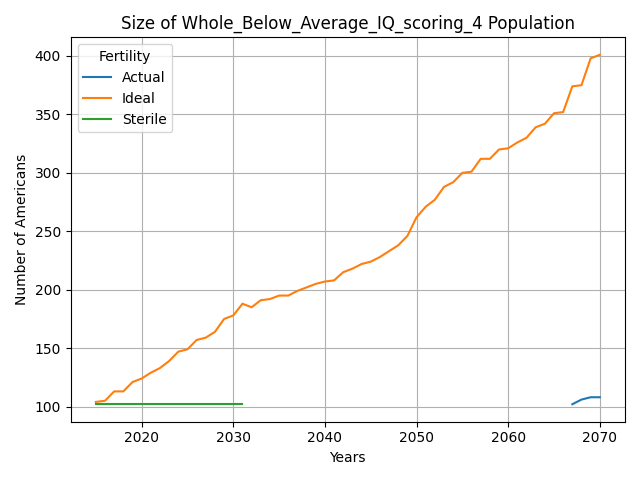 Size of Whole_Below_Average_IQ_scoring_4 Population
Fertility
Actual
Ideal
Sterile
Number of Americans
400
350
300
250
200
150
100
2020
2030
2040
2050
2060
2070
Years